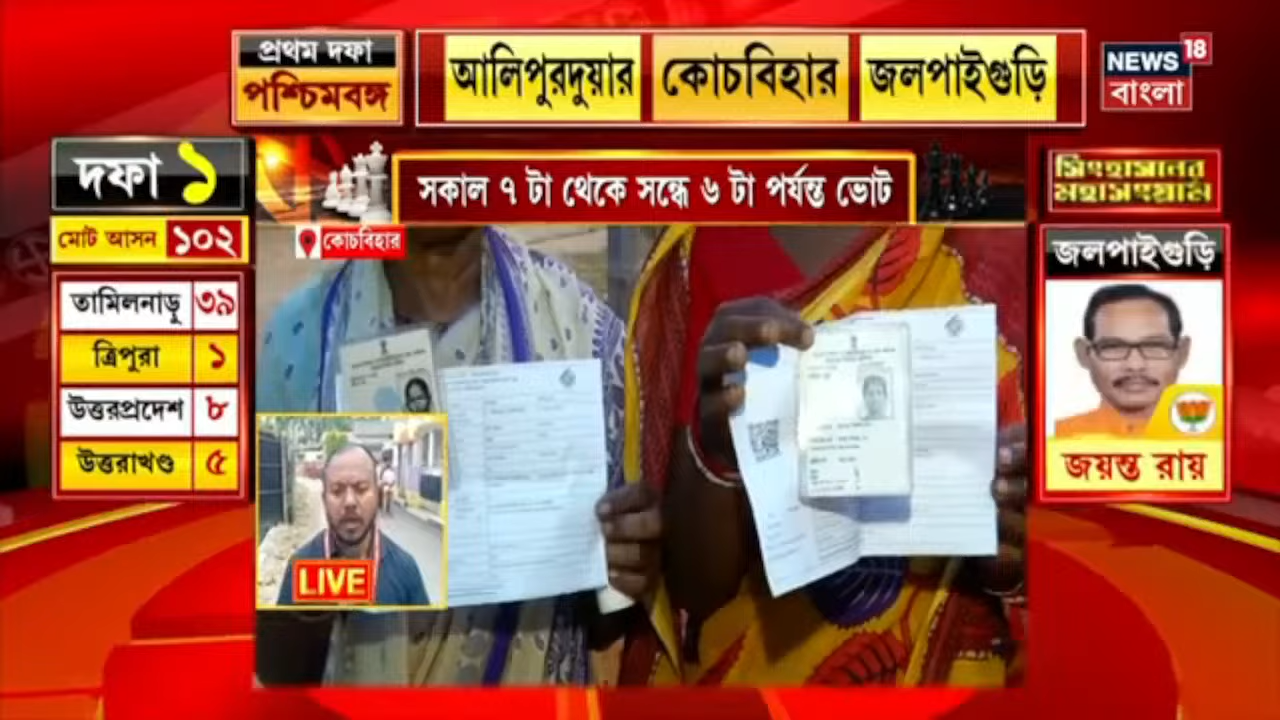 প্রথম দফা
পশ্চিমবঙ্গ
আলিপুরদুয়ার
কোচবিহার
জলপাইগুড়ি
NEWS 18
বাংলা
দফা ১
মোট আসন ১০২
তামিলনাড়ু ৩৯
ত্রিপুরা ১
উত্তরপ্রদেশ ৮
উত্তরাখণ্ড ৫
সকাল ৭ টা থেকে সন্ধে ৬ টা পর্যন্ত ভোট
কোচবিহার
LIVE
সিংহাসনের
মহাসংগ্রাম
জলপাইগুড়ি
জয়ন্ত রায়